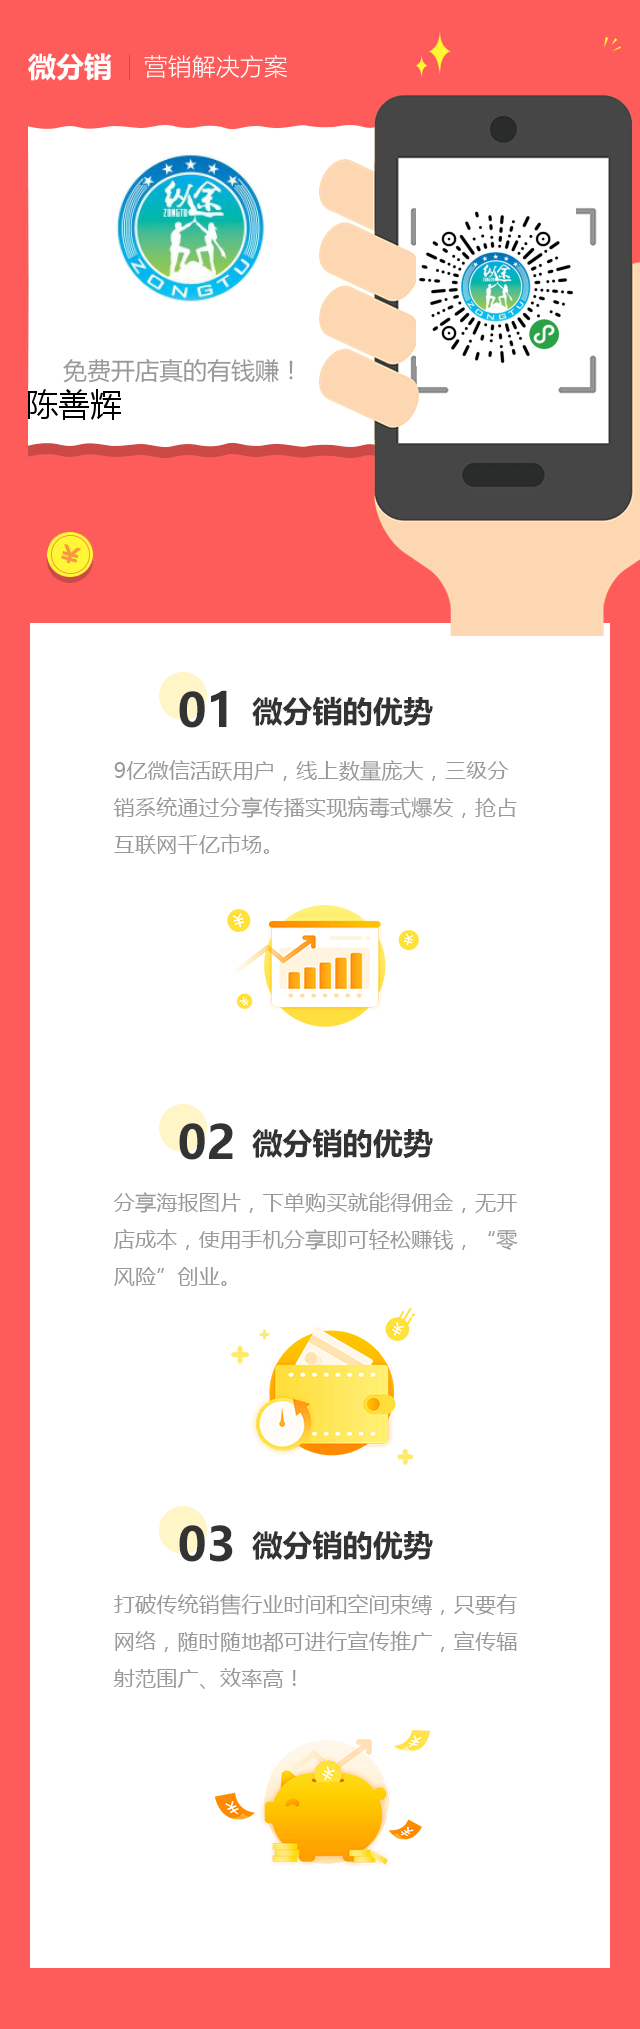 微分销
营销解决方案
纵途
ZONGTU
ZONGTU
纵途
ZONGTU
免费开店真的有钱赚！
陈善辉
01 微分销的优势
9亿微信活跃用户，线上数量庞大，三级分
销系统通过分享传播实现病毒式爆发，抢占
互联网千亿市场。
02 微分销的优势
分享海报图片，下单购买就能得佣金，无开
店成本，使用手机分享即可轻松赚钱，“零
风险”创业。
03 微分销的优势
打破传统销售行业时间和空间束缚，只要有
网络，随时随地都可进行宣传推广，宣传辐
射范围广、效率高！